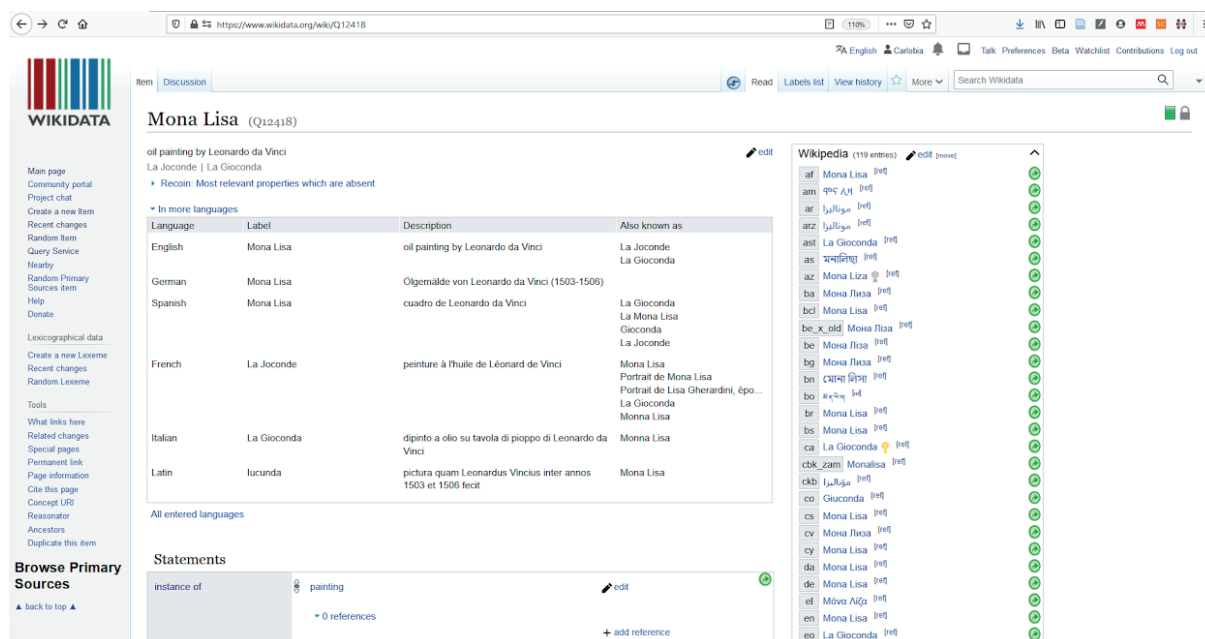 https://www.wikidata.org/wiki/Q12418
110%
English Carlobia Talk Preferences Beta Watchlist Contributions Log out
Item Discussion Read Labels list View history More Search Wikidata
WIKIDATA
Main page
Community portal
Project chat
Create a new Item
Recent changes
Random Item
Query Service
Nearby
Random Primary
Sources item
Help
Donate
Lexicographical data
Create a new Lexeme
Recent changes
Random Lexeme
Tools
What links here
Related changes
Special pages
Permanent link
Page information
Cite this page
Concept URI
Reasonator
Ancestors
Duplicate this item
Browse Primary
Sources
▲ back to top ▲
Mona Lisa (Q12418)
oil painting by Leonardo da Vinci edit
La Joconde | La Gioconda
Recoin: Most relevant properties which are absent
In more languages
Language Label Description Also known as
English Mona Lisa oil painting by Leonardo da Vinci La Joconde
La Gioconda
German Mona Lisa Ölgemälde von Leonardo da Vinci (1503-1506)
Spanish Mona Lisa cuadro de Leonardo da Vinci La Gioconda
La Mona Lisa
Gioconda
La Joconde
French La Joconde peinture à l'huile de Léonard de Vinci Mona Lisa
Portrait de Mona Lisa
Portrait de Lisa Gherardini, épo...
La Gioconda
Monna Lisa
Italian La Gioconda dipinto a olio su tavola di pioppo di Leonardo da Monna Lisa
Vinci
Latin Iucunda pictura quam Leonardus Vincius inter annos Mona Lisa
1503 et 1506 fecit
All entered languages
Statements
instance of painting edit
0 references
+ add reference
Wikipedia (119 entries) edit [move]
af Mona Lisa [ref]
am ሞና ሊዛ [ref]
ar موناليزا [ref]
arz موناليزا [ref]
ast La Gioconda [ref]
as মনালিছা [ref]
az Mona Liza [ref]
ba Мона Лиза [ref]
bcl Mona Lisa [ref]
be_x_old Мона Ліза [ref]
be Мона Ліза [ref]
bg Мона Лиза [ref]
bn মোনা লিসা [ref]
bo [ref]
br Mona Lisa [ref]
bs Mona Lisa [ref]
ca La Gioconda [ref]
cbk_zam Monalisa [ref]
ckb مۆنالیزا [ref]
co Giuconda [ref]
cs Mona Lisa [ref]
cv Мона Лиза [ref]
cy Mona Lisa [ref]
da Mona Lisa [ref]
de Mona Lisa [ref]
el Μόνα Λίζα [ref]
en Mona Lisa [ref]
eo La Gioconda [ref]